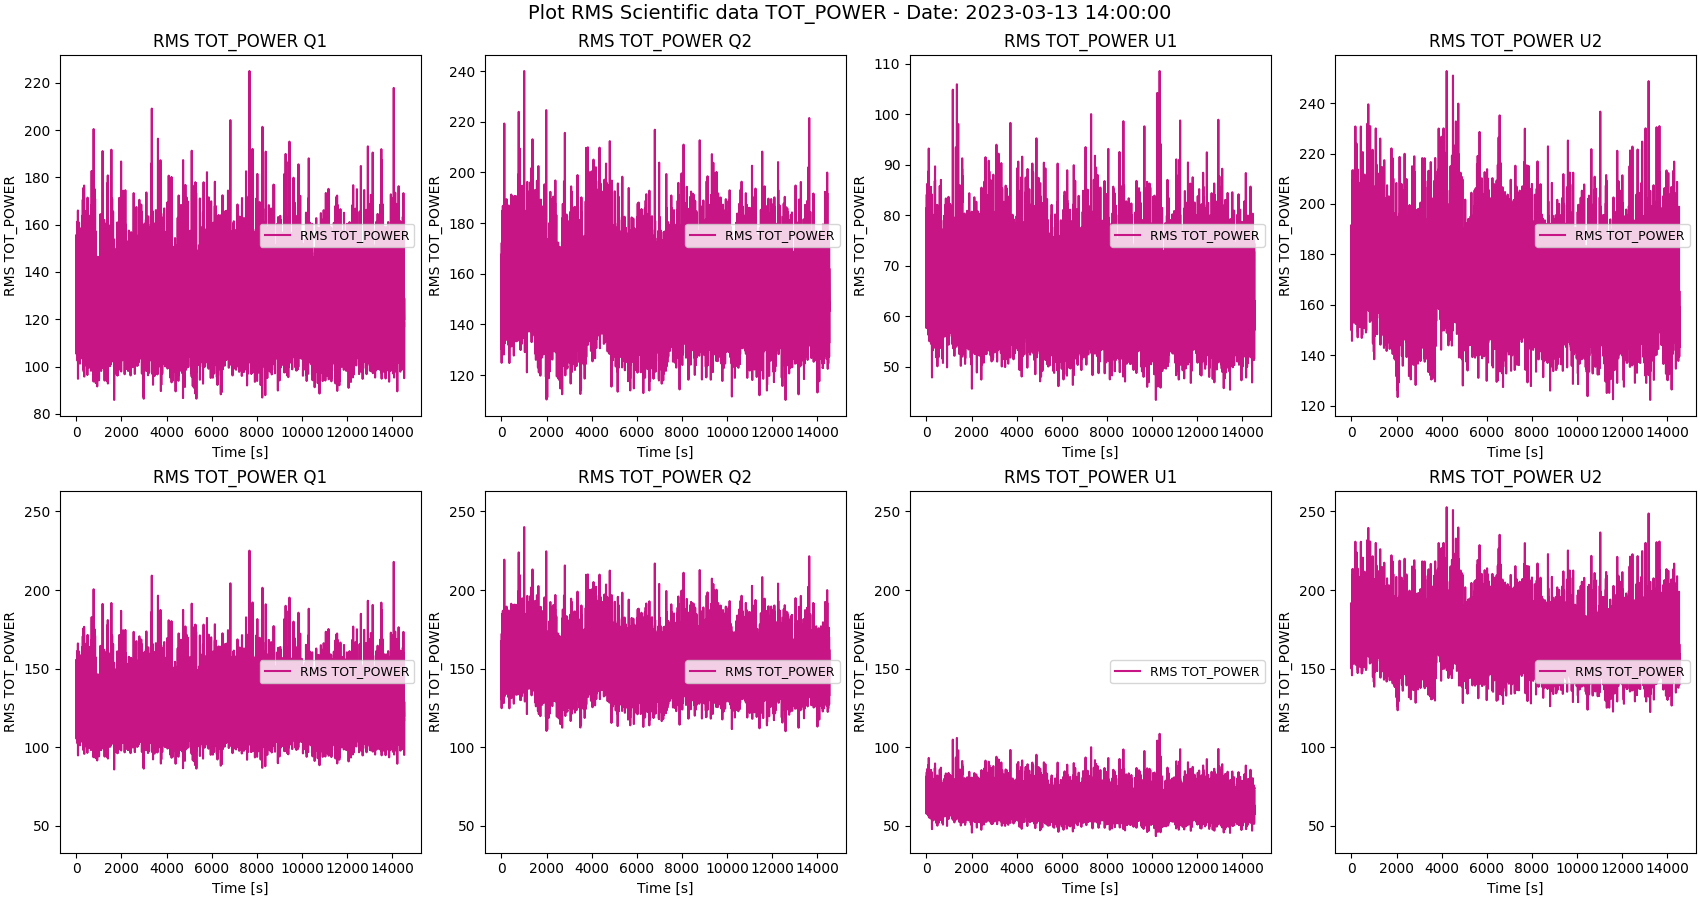 Plot RMS Scientific data TOT_POWER - Date: 2023-03-13 14:00:00
RMS TOT_POWER Q1
RMS TOT_POWER
220
200
180
160
140
120
100
80
RMS TOT_POWER
0 2000 4000 6000 8000 10000 12000 14000
Time [s]
RMS TOT_POWER Q2
RMS TOT_POWER
240
220
200
180
160
140
120
RMS TOT_POWER
0 2000 4000 6000 8000 10000 12000 14000
Time [s]
RMS TOT_POWER U1
RMS TOT_POWER
110
100
90
80
70
60
50
RMS TOT_POWER
0 2000 4000 6000 8000 10000 12000 14000
Time [s]
RMS TOT_POWER U2
RMS TOT_POWER
240
220
200
180
160
140
120
RMS TOT_POWER
0 2000 4000 6000 8000 10000 12000 14000
Time [s]
RMS TOT_POWER Q1
RMS TOT_POWER
250
200
150
100
50
RMS TOT_POWER
0 2000 4000 6000 8000 10000 12000 14000
Time [s]
RMS TOT_POWER Q2
RMS TOT_POWER
250
200
150
100
50
RMS TOT_POWER
0 2000 4000 6000 8000 10000 12000 14000
Time [s]
RMS TOT_POWER U1
RMS TOT_POWER
250
200
150
100
50
RMS TOT_POWER
0 2000 4000 6000 8000 10000 12000 14000
Time [s]
RMS TOT_POWER U2
RMS TOT_POWER
250
200
150
100
50
RMS TOT_POWER
0 2000 4000 6000 8000 10000 12000 14000
Time [s]